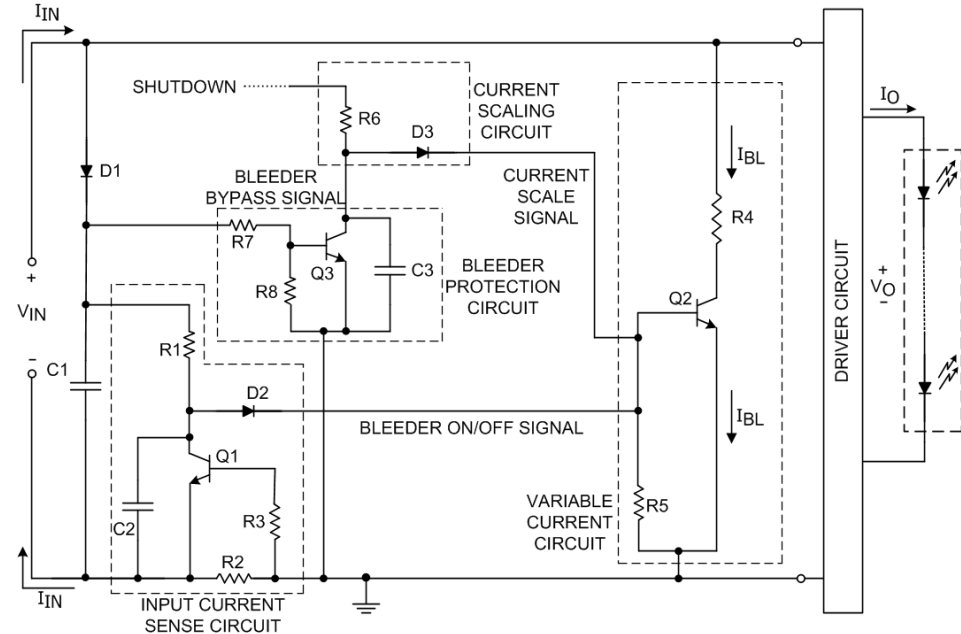 IIN
SHUTDOWN
R6
CURRENT
SCALING
CIRCUIT
D3
IO
D1
BLEEDER
BYPASS SIGNAL
CURRENT
SCALE
SIGNAL
IBL
R4
R7
Q3
R8
C3
BLEEDER
PROTECTION
CIRCUIT
Q2
+
VIN
-
R1
C1
D2
BLEEDER ON/OFF SIGNAL
IBL
DRIVER CIRCUIT
+
VO
-
Q1
C2
R3
R2
VARIABLE
CURRENT
CIRCUIT
R5
IIN
INPUT CURRENT
SENSE CIRCUIT